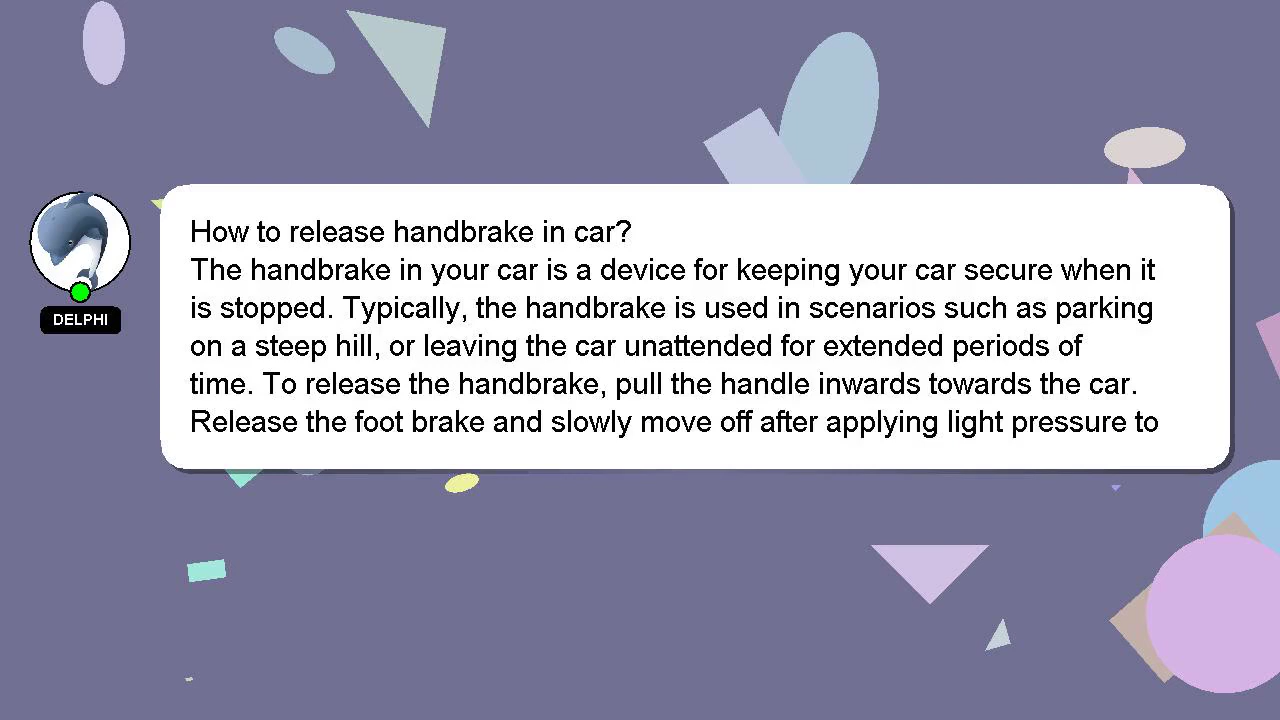 How to release handbrake in car?
The handbrake in your car is a device for keeping your car secure when it
is stopped. Typically, the handbrake is used in scenarios such as parking
on a steep hill, or leaving the car unattended for extended periods of
time. To release the handbrake, pull the handle inwards towards the car.
Release the foot brake and slowly move off after applying light pressure to
DELPHI